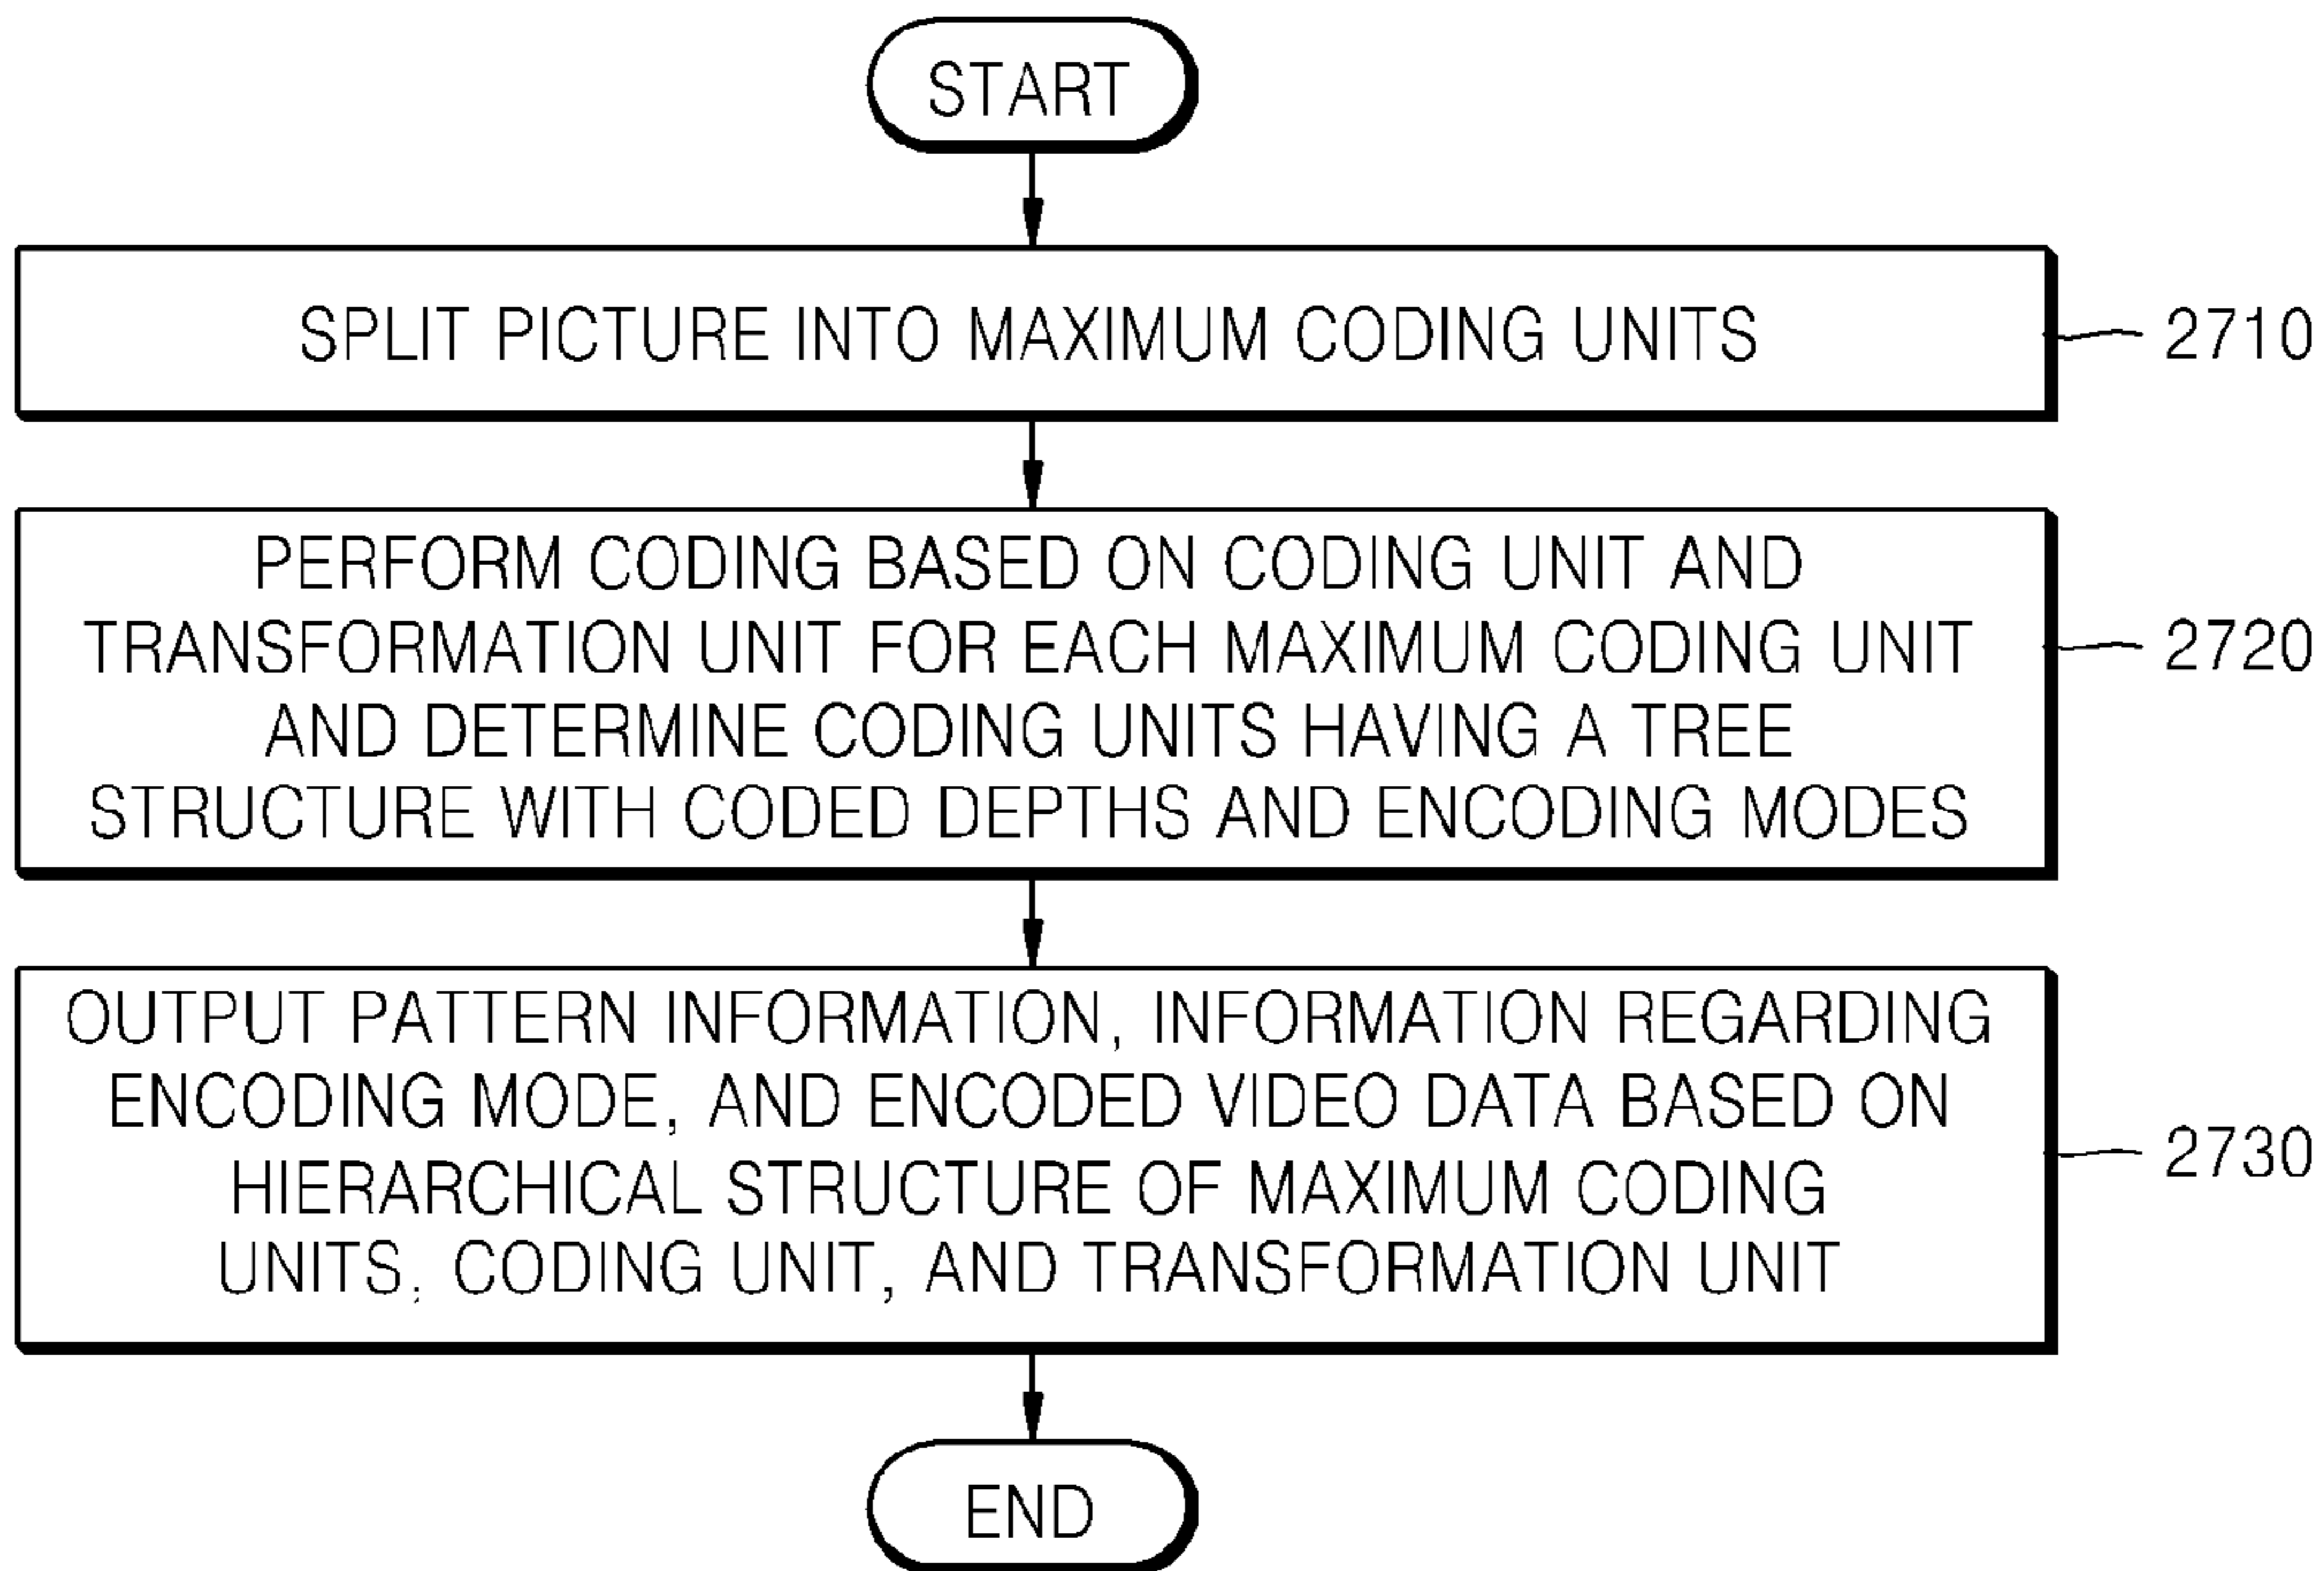 START
SPLIT PICTURE INTO MAXIMUM CODING UNITS
2710
PERFORM CODING BASED ON CODING UNIT AND
TRANSFORMATION UNIT FOR EACH MAXIMUM CODING UNIT
AND DETERMINE CODING UNITS HAVING A TREE
STRUCTURE WITH CODED DEPTHS AND ENCODING MODES
2720
OUTPUT PATTERN INFORMATION, INFORMATION REGARDING
ENCODING MODE, AND ENCODED VIDEO DATA BASED ON
HIERARCHICAL STRUCTURE OF MAXIMUM CODING
UNITS, CODING UNIT, AND TRANSFORMATION UNIT
2730
END